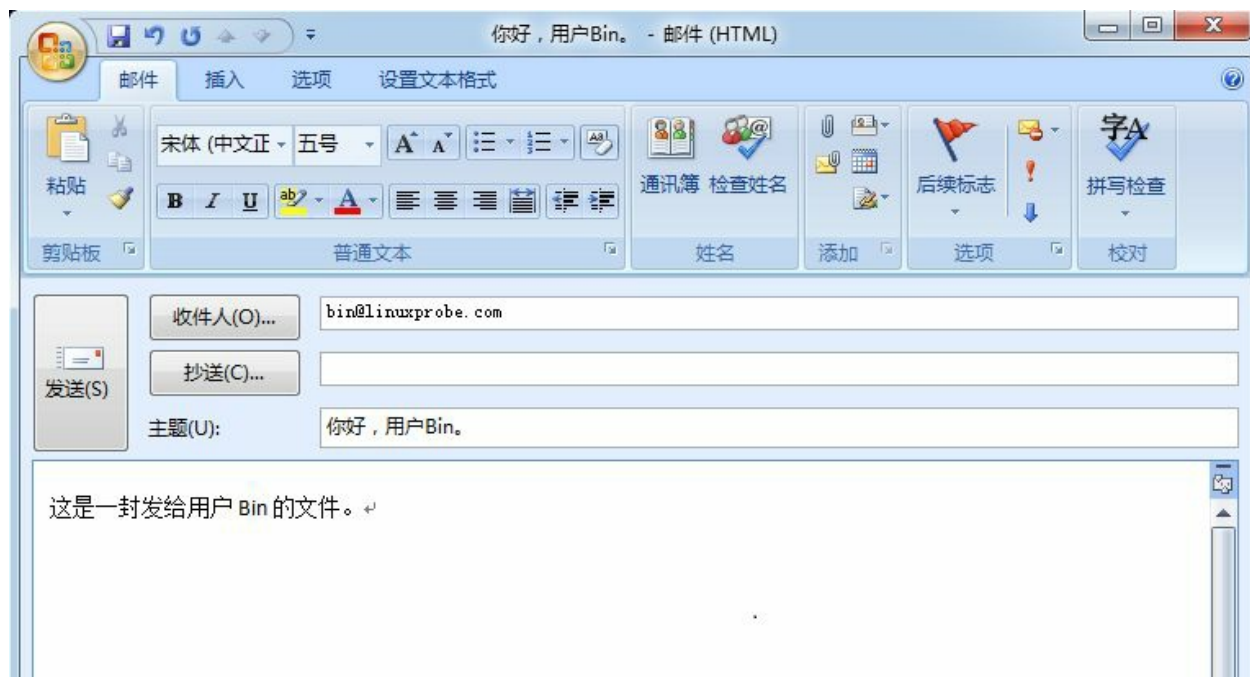 你好，用户Bin。 - 邮件 (HTML)
邮件 插入 选项 设置文本格式
宋体 (中文正 五号
粘贴 通讯簿 检查姓名 后续标志 拼写检查
剪贴板 普通文本 姓名 添加 选项 校对
收件人(O)... bin@linuxprobe.com
抄送(C)...
发送(S)
主题(U): 你好，用户Bin。
这是一封发给用户 Bin 的文件。